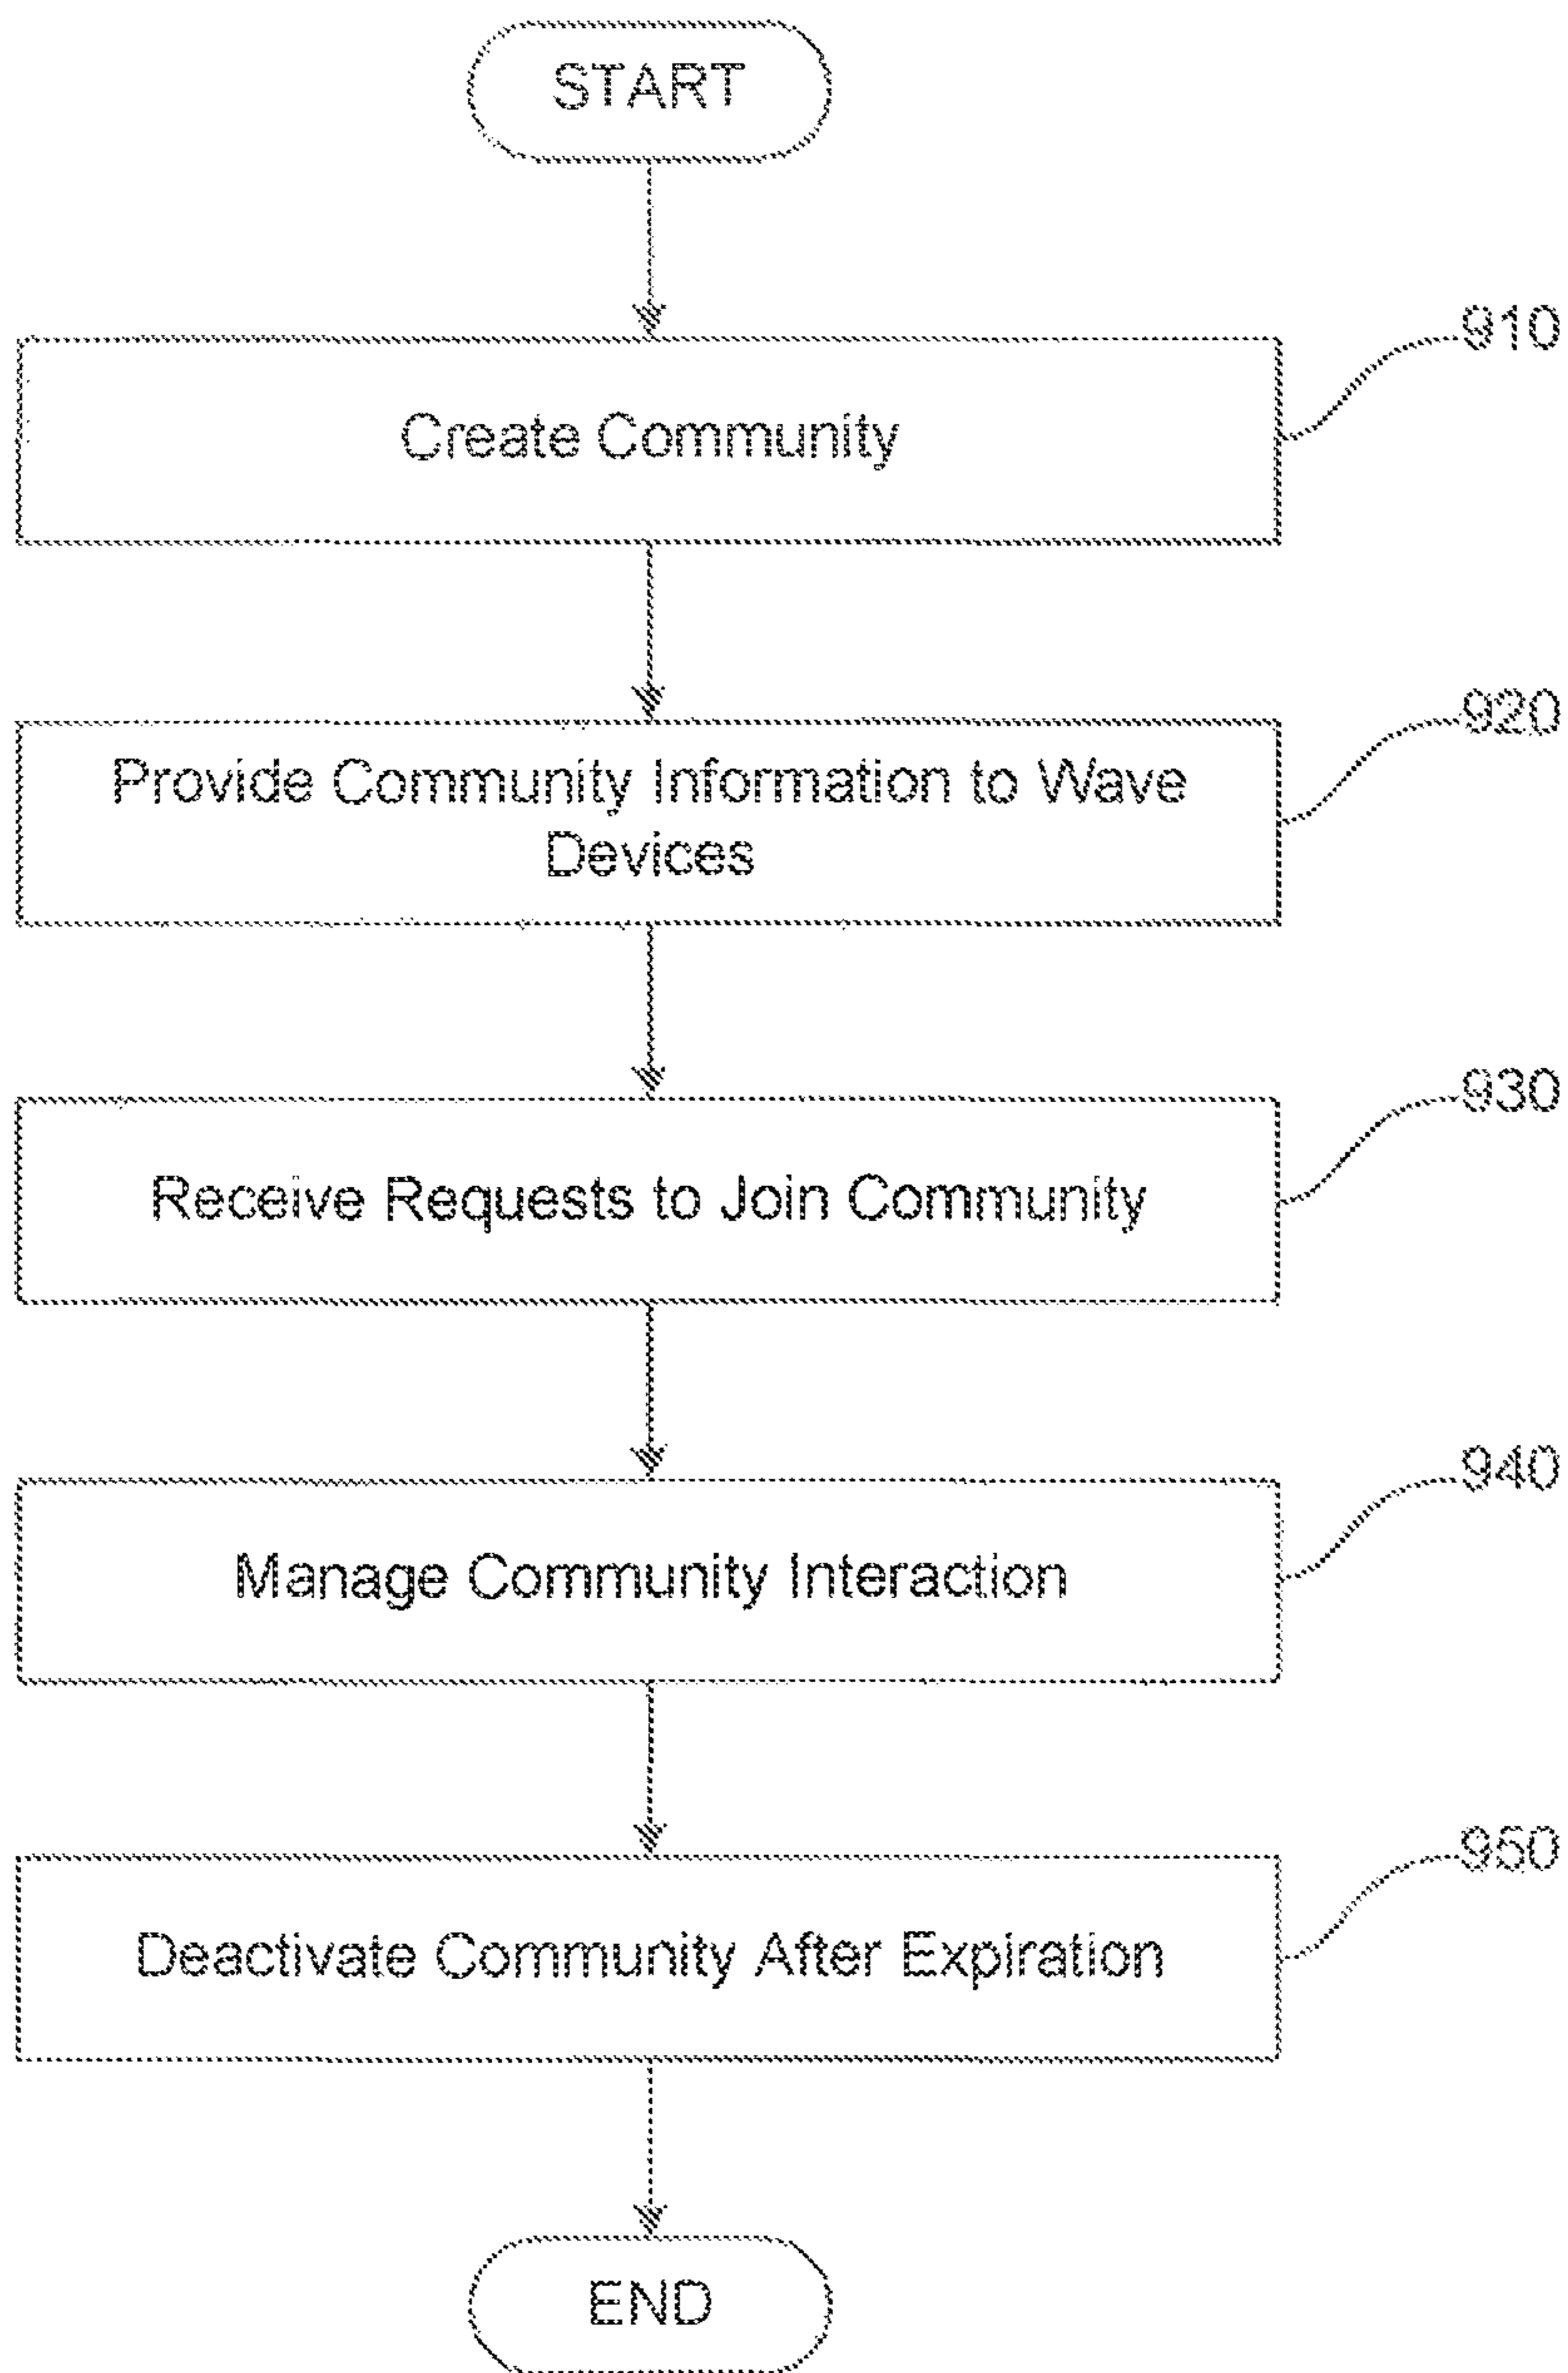 START
910
Create Community
920
Provide Community Information to Wave
Devices
930
Receive Requests to Join Community
940
Manage Community Interaction
950
Deactivate Community After Expiration
END